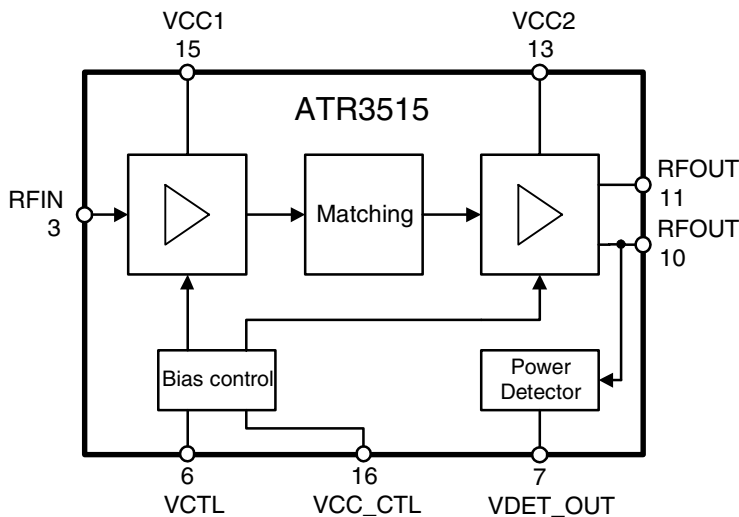 VCC1
15
VCC2
13
ATR3515
RFIN
3
Matching
RFOUT
11
RFOUT
10
Bias control
Power
Detector
6
VCTL
16
VCC_CTL
7
VDET_OUT